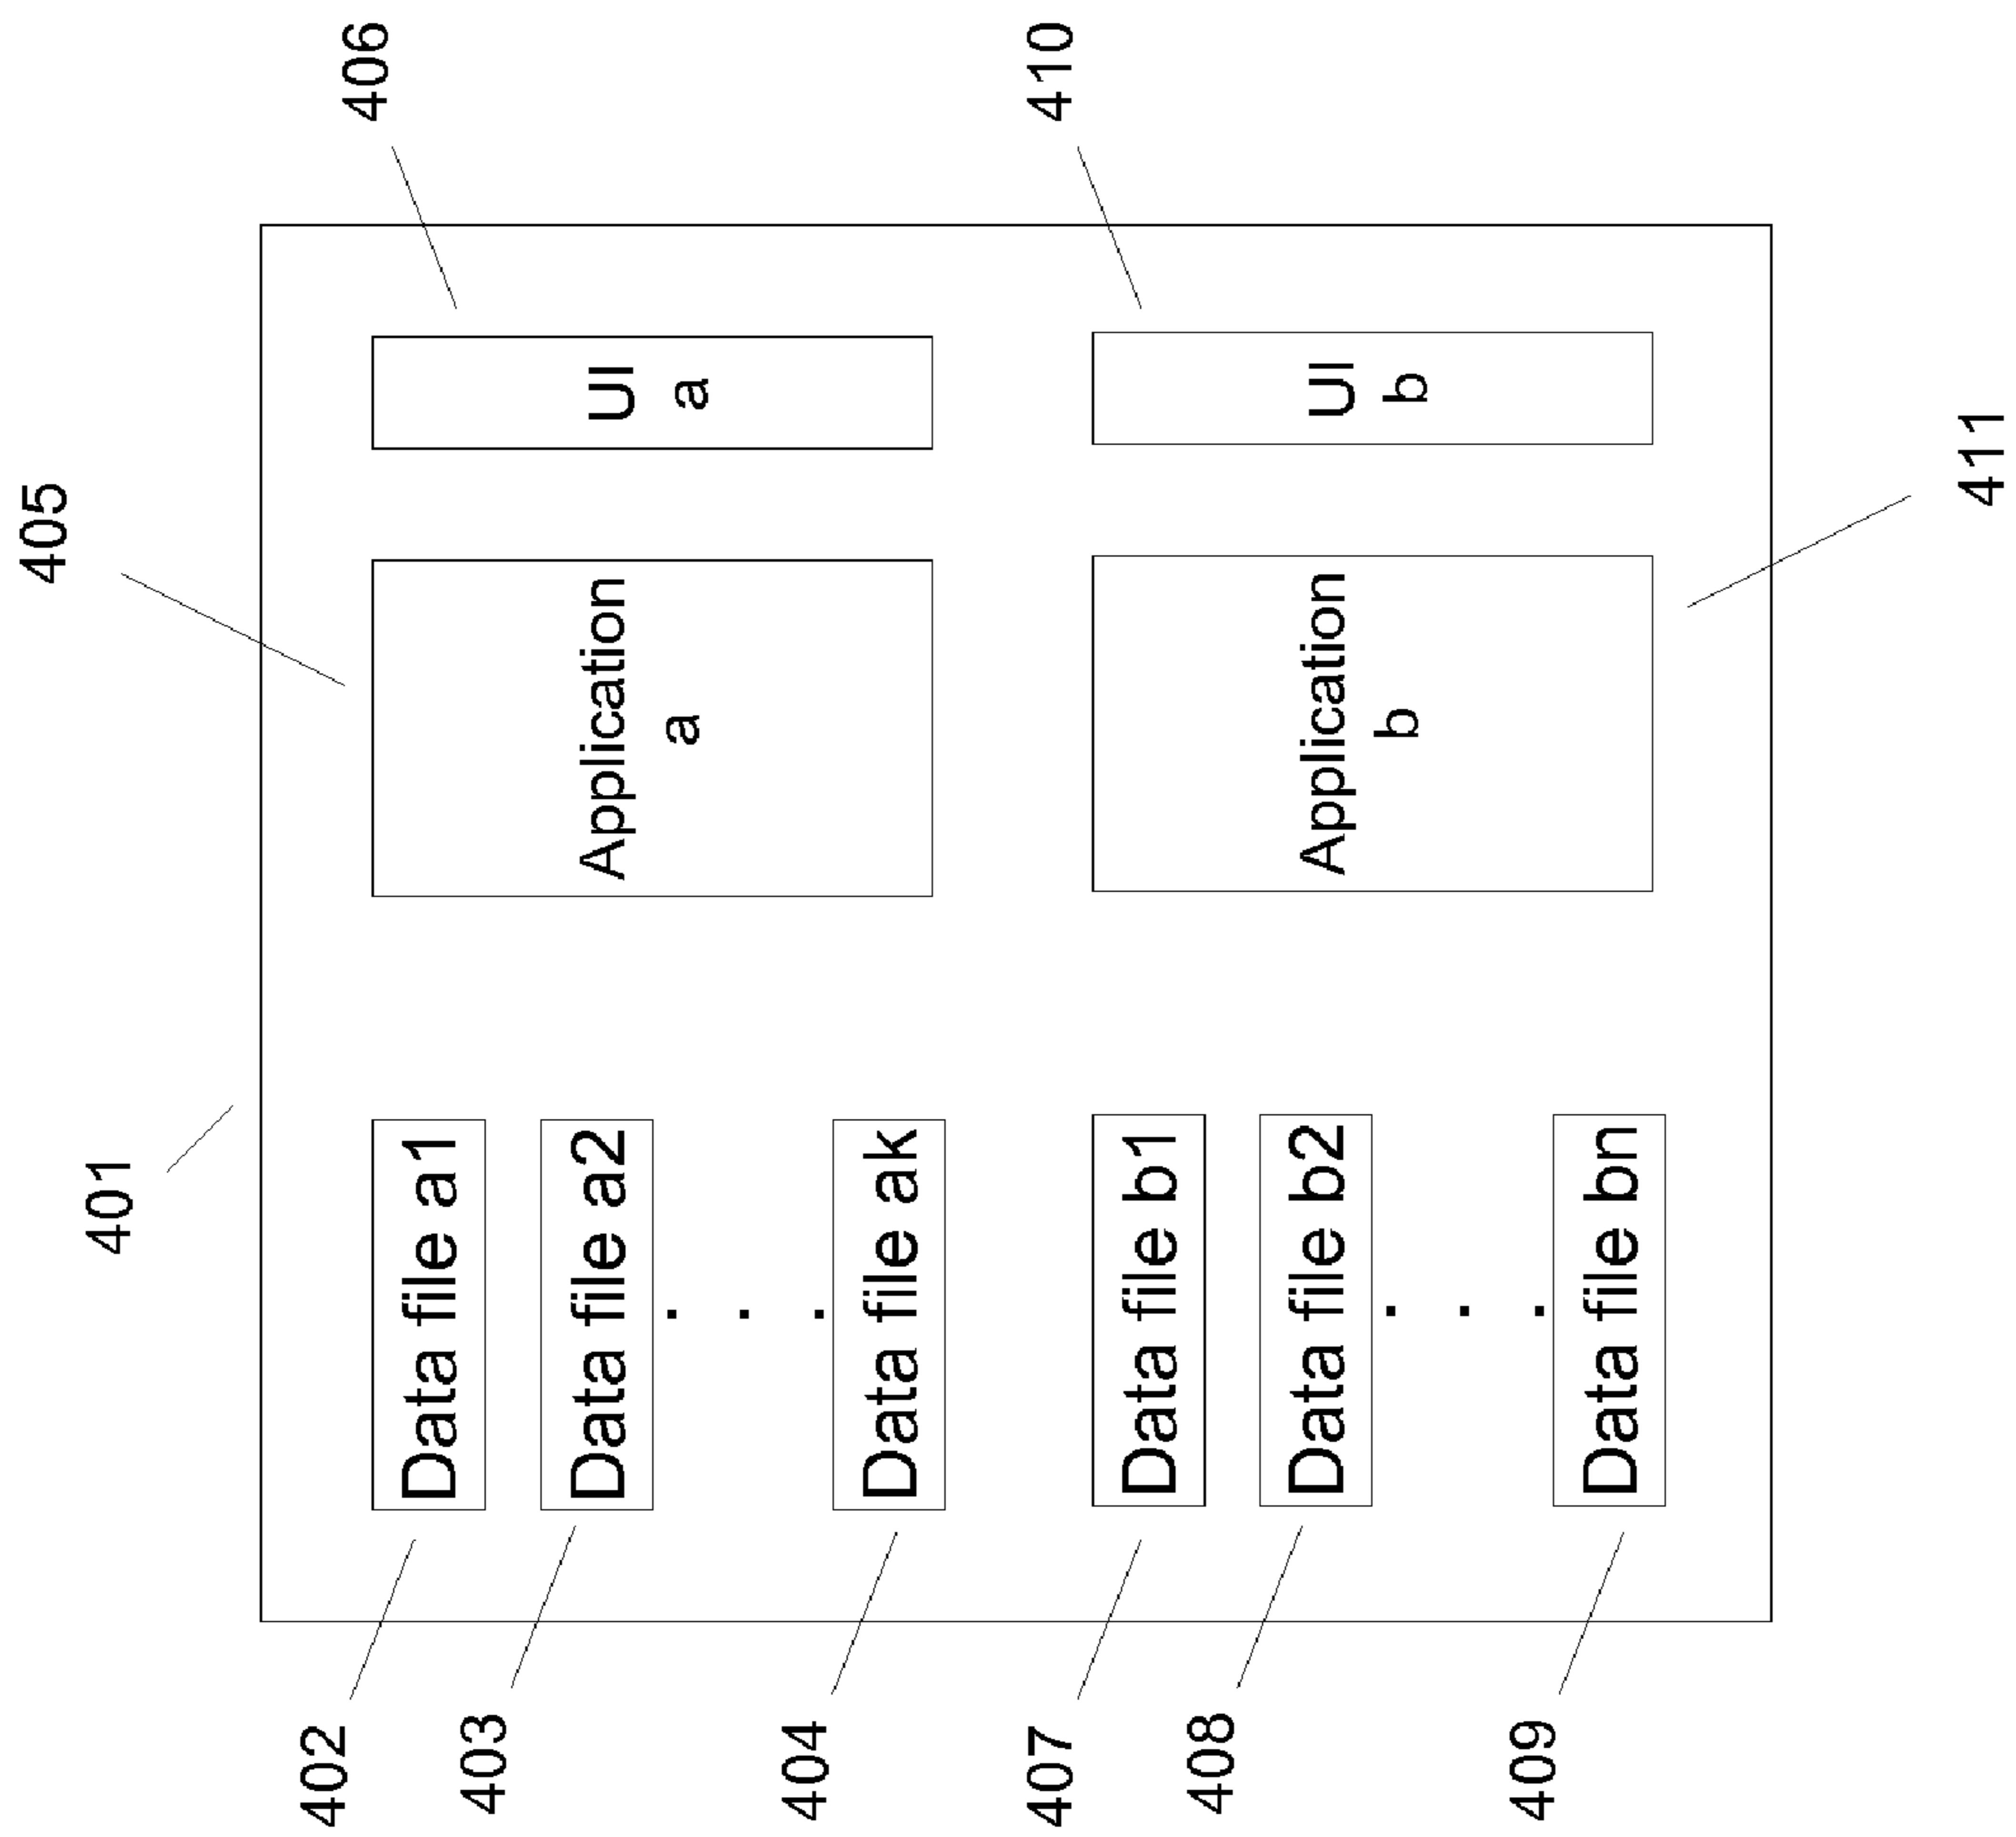 405
401
402
406
Data file a1
403
Data file a2
Application
a
UI
a
.
.
.
404
Data file ak
407
410
Data file b1
408
Data file b2
Application
b
UI
b
.
.
.
409
Data file bn
411